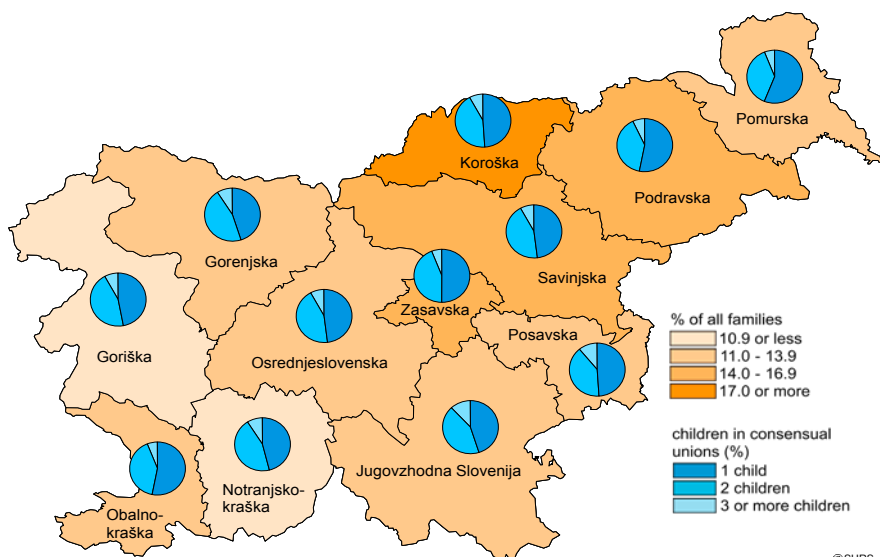 Pomurska
Koroška
Podravska
Gorenjska
Savinjska
Zasavska
Goriška
Osrednjeslovenska
Posavska
Jugovzhodna Slovenija
Notranjsko-
kraška
Obalno-
kraška
% of all families
10.9 or less
11.0 - 13.9
14.0 - 16.9
17.0 or more
children in consensual
unions (%)
1 child
2 children
3 or more children